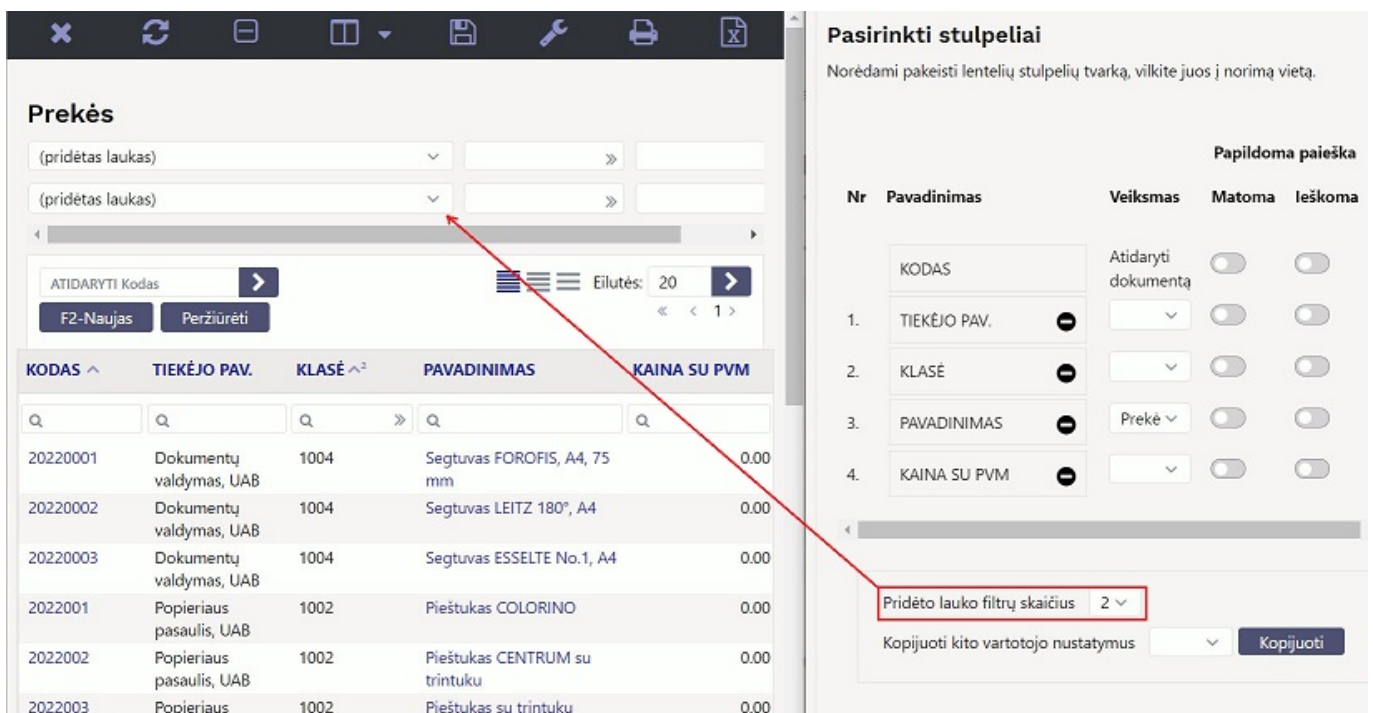 Prekės
(pridėtas laukas)
(pridėtas laukas)
ATIDARYTI Kodas
Eilutės: 20
F2-Naujas Peržiūrėti
« < 1 >
KODAS TIEKĖJO PAV. KLASĖ 2 PAVADINIMAS KAINA SU PVM
20220001 Dokumentų valdymas, UAB 1004 Segtuvas FOROFIS, A4, 75 mm 0.00
20220002 Dokumentų valdymas, UAB 1004 Segtuvas LEITZ 180°, A4 0.00
20220003 Dokumentų valdymas, UAB 1004 Segtuvas ESSELTE No.1, A4 0.00
2022001 Popieriaus pasaulis, UAB 1002 Pieštukas COLORINO 0.00
2022002 Popieriaus pasaulis, UAB 1002 Pieštukas CENTRUM su trintuku 0.00
2022003 Popieriaus 1002 Pieštukas su trintuku 0.00
Pasirinkti stulpeliai
Norėdami pakeisti lentelių stulpelių tvarką, vilkite juos į norimą vietą.
Papildoma paieška
Nr Pavadinimas Veiksmas Matoma Ieškoma
KODAS Atidaryti dokumentą
1. TIEKĖJO PAV.
2. KLASĖ
3. PAVADINIMAS Prekė
4. KAINA SU PVM
Pridėto lauko filtrų skaičius 2
Kopijuoti kito vartotojo nustatymus Kopijuoti